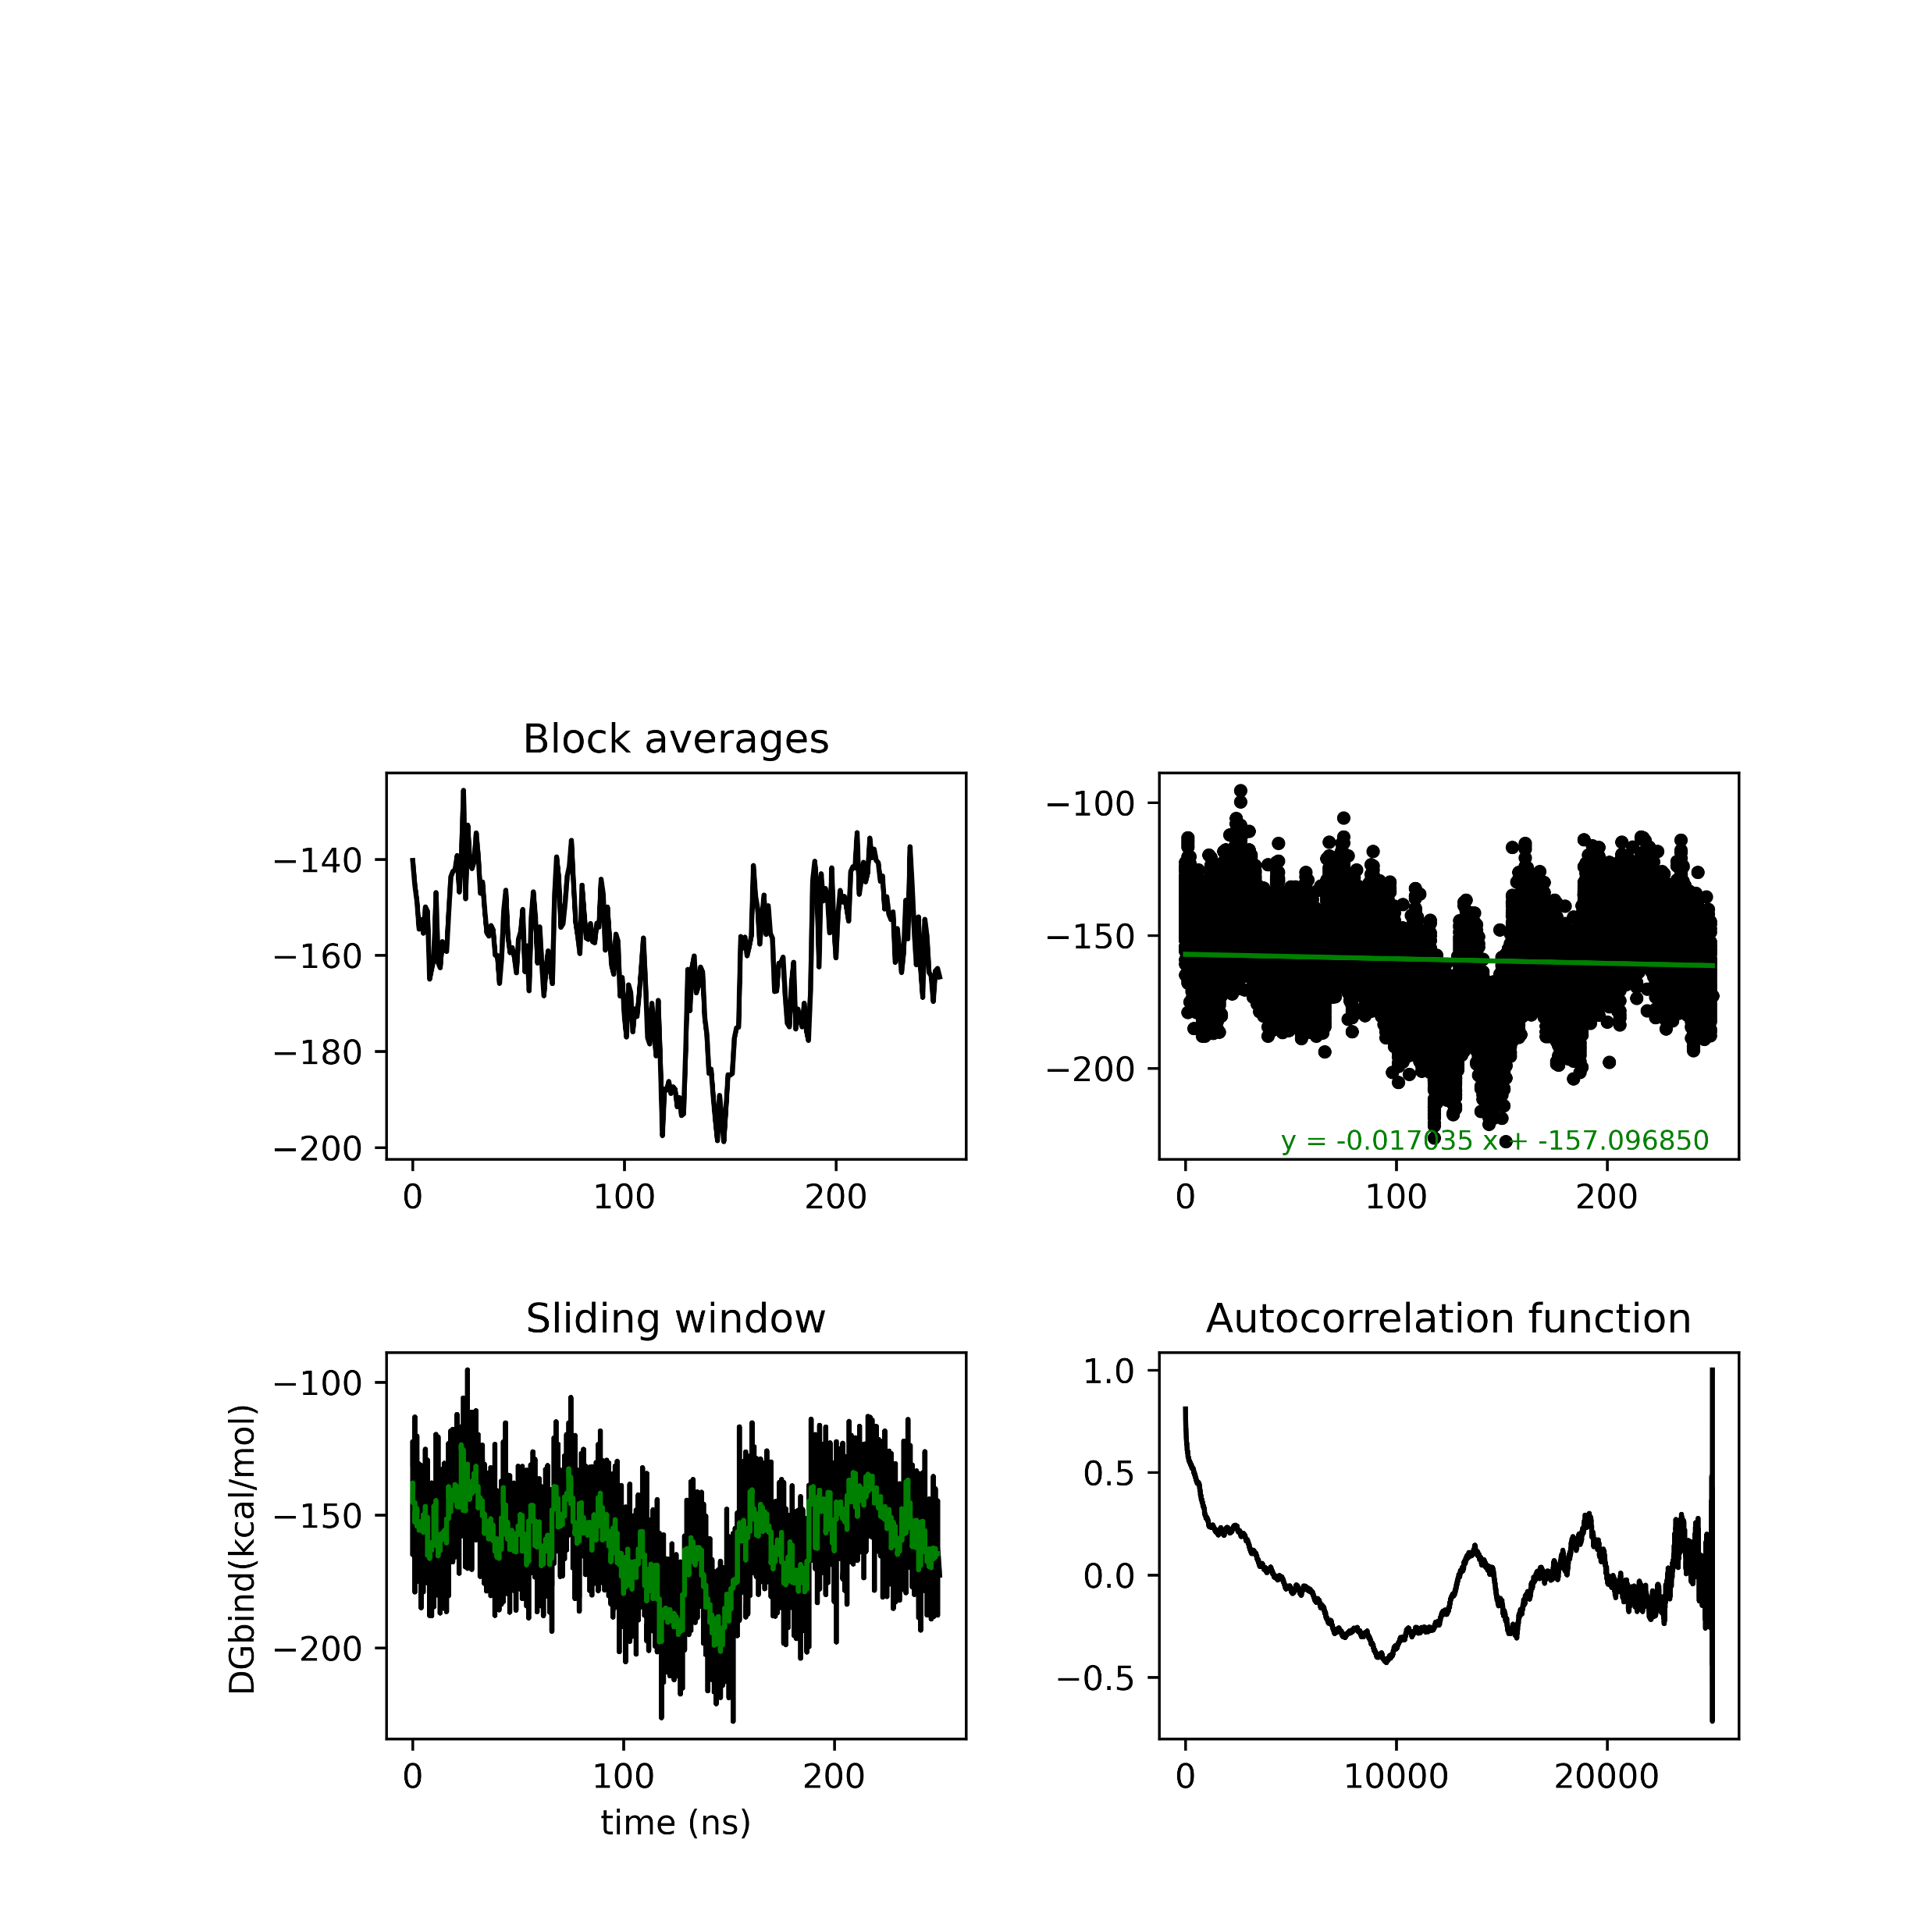 Block averages
−140
−160
−180
−200
0 100 200
−100
−150
−200
y = -0.017035 x + -157.096850
0 100 200
Sliding window
DGbind(kcal/mol)
−100
−150
−200
0 100 200
time (ns)
Autocorrelation function
1.0
0.5
0.0
−0.5
0 10000 20000